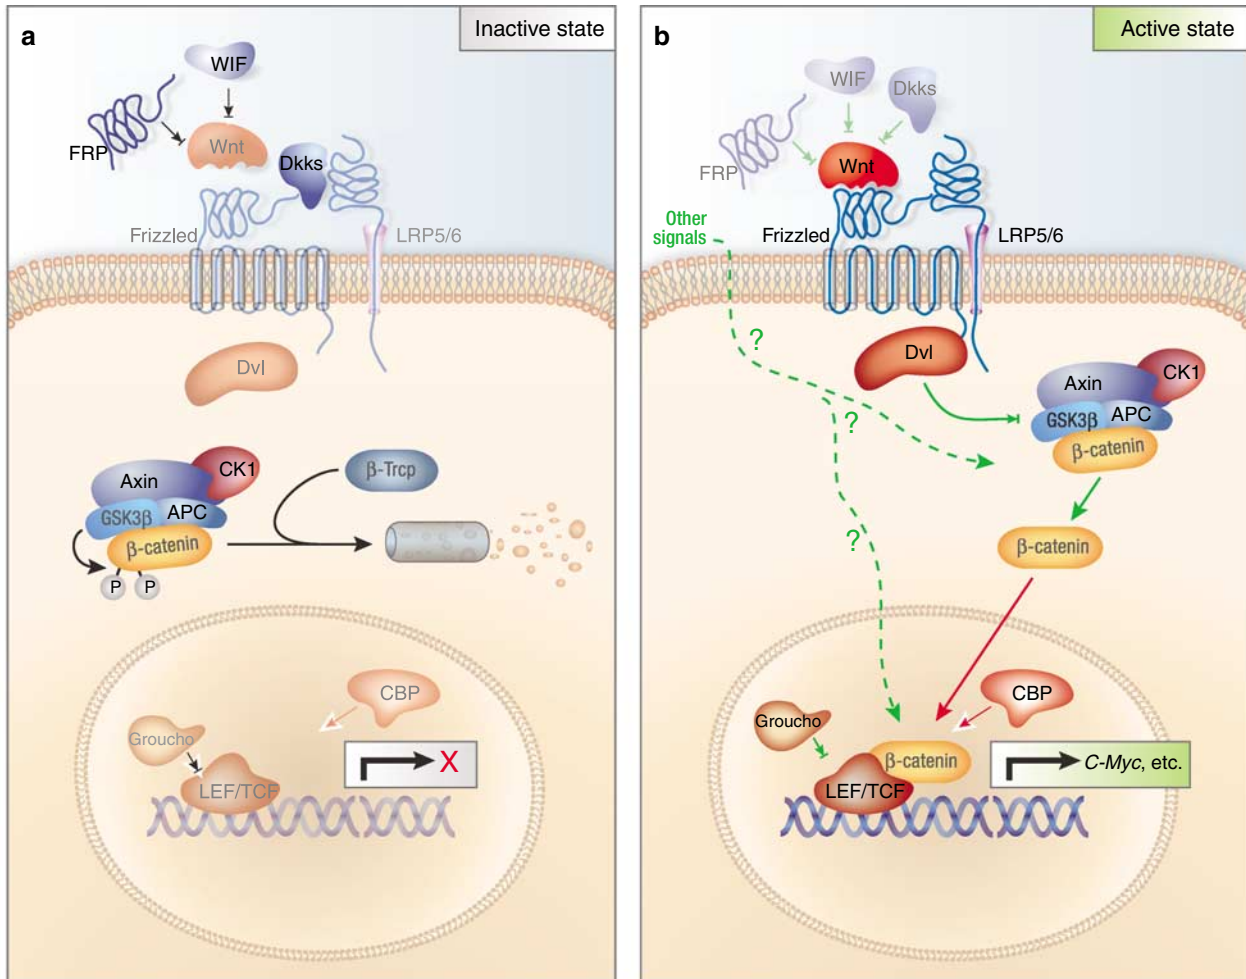 a
Inactive state
WIF
FRP
Wnt
Dkks
Frizzled
LRP5/6
Dvl
Axin
CK1
GSK3β
APC
β-catenin
P
P
β-Trcp
CBP
Groucho
X
LEF/TCF
b
Active state
WIF
Dkks
FRP
Wnt
Other
signals
Frizzled
LRP5/6
?
Dvl
Axin
CK1
GSK3β
APC
β-catenin
?
?
β-catenin
CBP
Groucho
β-catenin
C-Myc, etc.
LEF/TCF